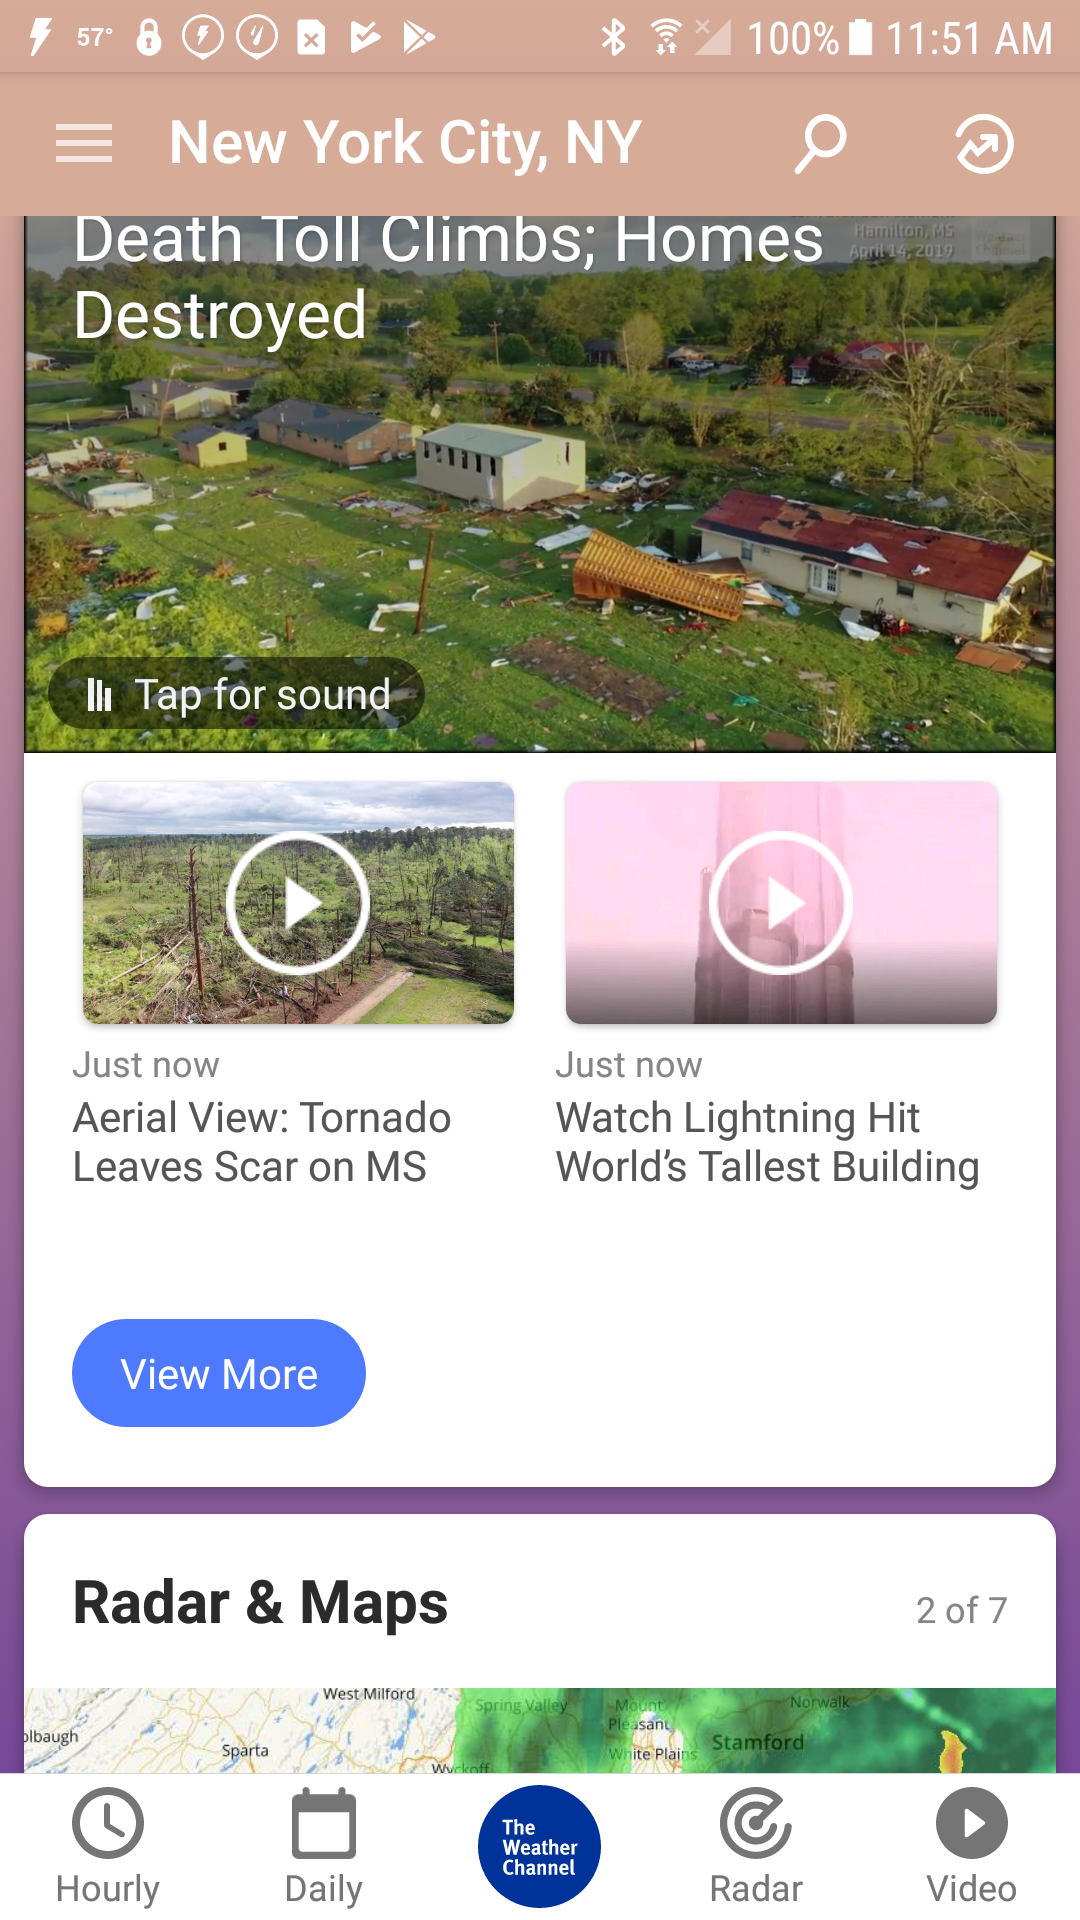 57°
100%
11:51 AM
New York City, NY
Death Toll Climbs; Homes
Destroyed
Hamilton, MS
April 14, 2019
Weather
Channel
Tap for sound
Just now
Aerial View: Tornado
Leaves Scar on MS
Just now
Watch Lightning Hit
World’s Tallest Building
View More
Radar & Maps
2 of 7
West Milford
Spring Valley
Mount
Pleasant
Norwalk
olbaugh
Sparta
Wyckoff
White Plains
Stamford
Hourly
Daily
The
Weather
Channel
Radar
Video